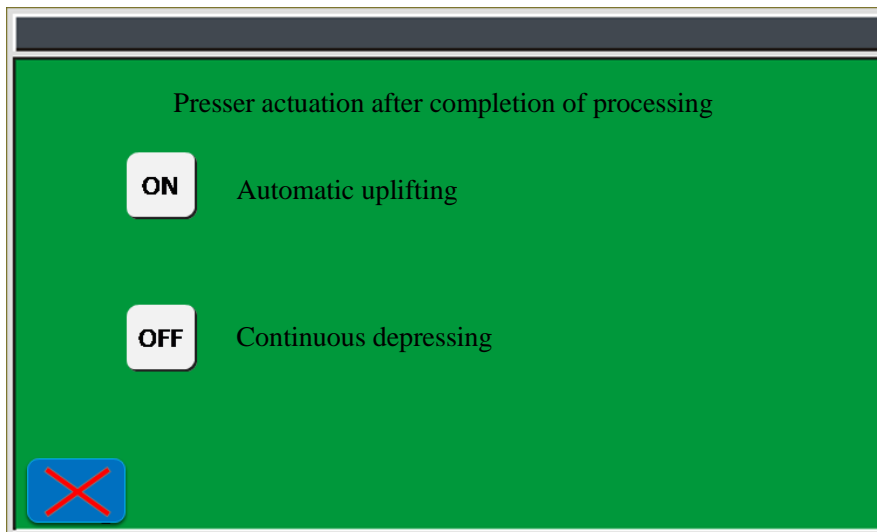 Presser actuation after completion of processing
ON Automatic uplifting
OFF Continuous depressing